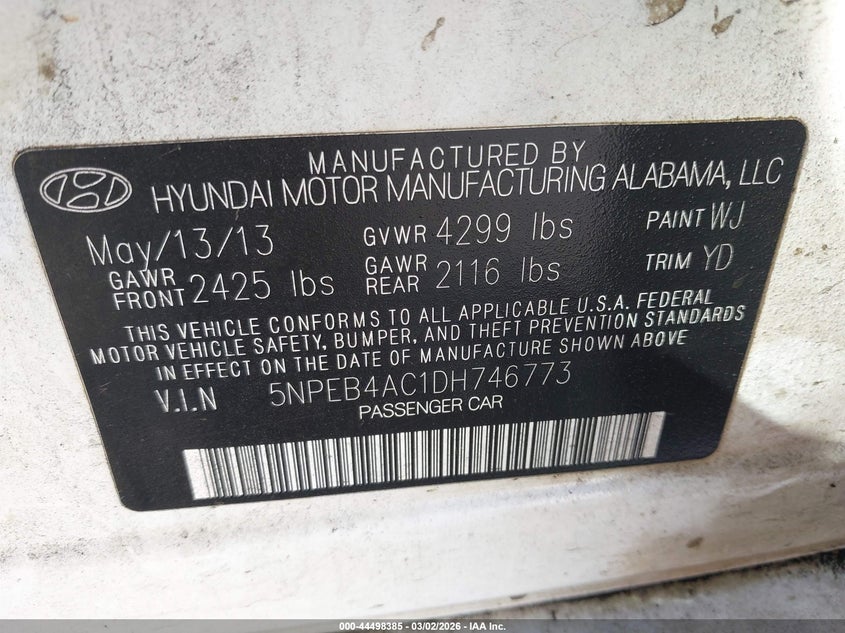 MANUFACTURED BY
HYUNDAI MOTOR MANUFACTURING ALABAMA, LLC
May/13/13 GVWR 4299 lbs PAINT WJ
GAWR FRONT 2425 lbs GAWR REAR 2116 lbs TRIM YD
THIS VEHICLE CONFORMS TO ALL APPLICABLE U.S.A. FEDERAL
MOTOR VEHICLE SAFETY, BUMPER, AND THEFT PREVENTION STANDARDS
IN EFFECT ON THE DATE OF MANUFACTURE SHOWN ABOVE.
V.I.N 5NPEB4AC1DH746773
PASSENGER CAR
000-44498385 - 03/02/2026 - IAA Inc.